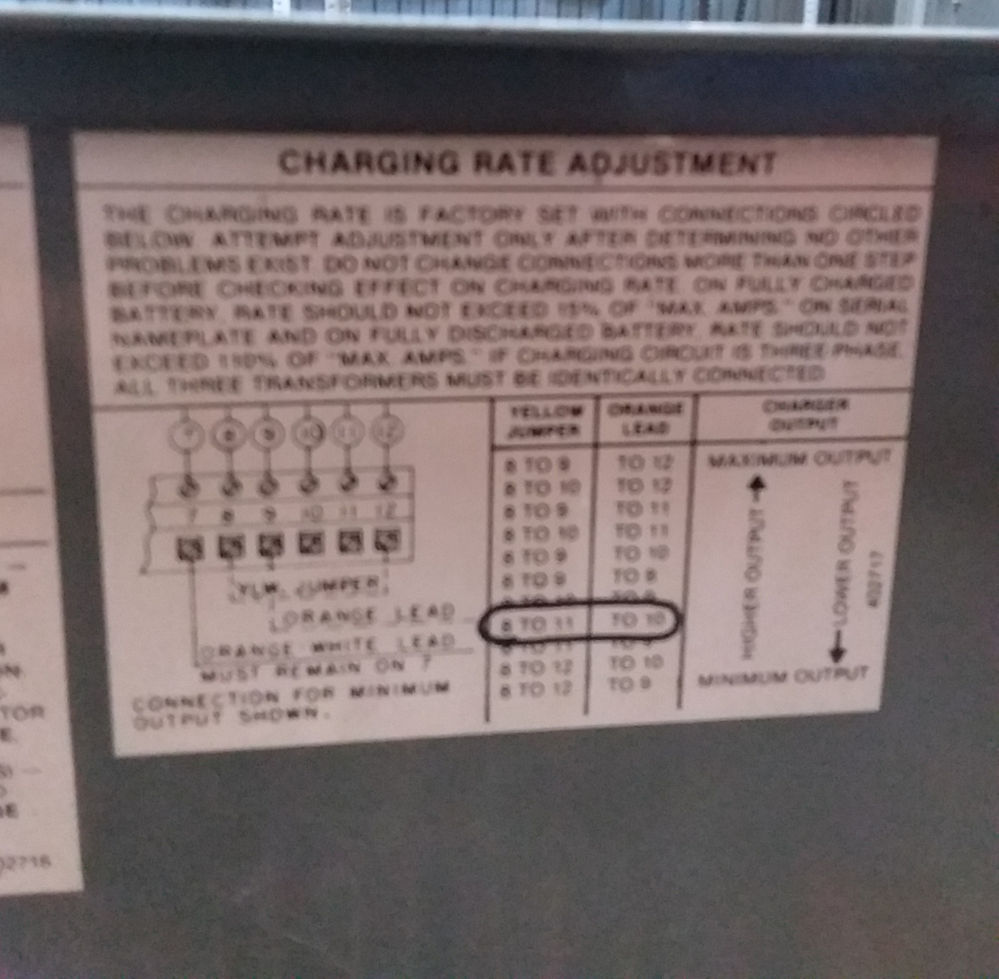 CHARGING RATE ADJUSTMENT
THE CHARGING RATE IS FACTORY SET WITH CONNECTIONS CIRCLED
BELOW. ATTEMPT ADJUSTMENT ONLY AFTER DETERMINING NO OTHER
PROBLEMS EXIST. DO NOT CHANGE CONNECTIONS MORE THAN ONE STEP
BEFORE CHECKING EFFECT ON CHARGING RATE. ON FULLY CHARGED
BATTERY, RATE SHOULD NOT EXCEED 15% OF "MAX. AMPS." ON SERIAL
NAMEPLATE AND ON FULLY DISCHARGED BATTERY, RATE SHOULD NOT
EXCEED 110% OF "MAX. AMPS." IF CHARGING CIRCUIT IS THREE-PHASE,
ALL THREE TRANSFORMERS MUST BE IDENTICALLY CONNECTED.
7 8 9 10 11 12
7 8 9 10 11 12
YLW. JUMPER
ORANGE LEAD
ORANGE-WHITE LEAD
MUST REMAIN ON 7
CONNECTION FOR MINIMUM
OUTPUT SHOWN.
YELLOW JUMPER ORANGE LEAD CHARGER OUTPUT
8 TO 9 TO 12 MAXIMUM OUTPUT
8 TO 10 TO 12
8 TO 9 TO 11
8 TO 10 TO 11
8 TO 9 TO 10
8 TO 9 TO 8
8 TO 11 TO 10
8 TO 12 TO 10
8 TO 12 TO 9
MINIMUM OUTPUT
HIGHER OUTPUT
LOWER OUTPUT
402717
TOR